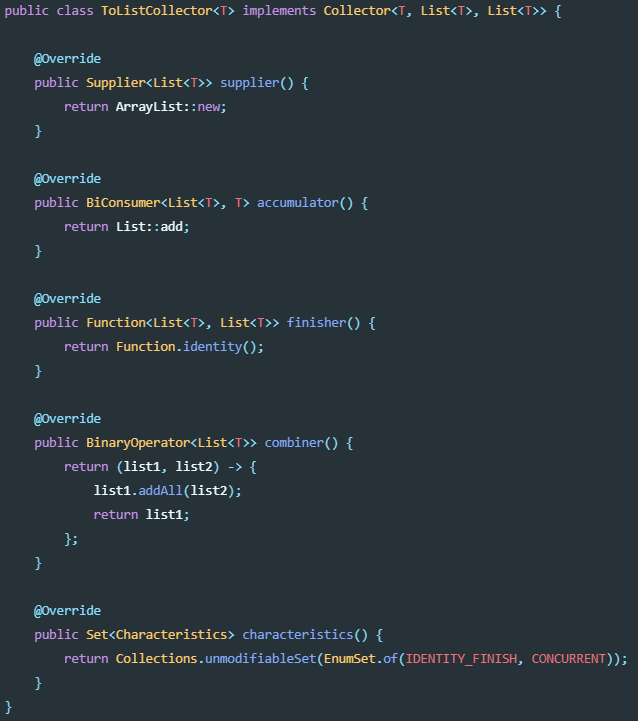 public class ToListCollector<T> implements Collector<T, List<T>, List<T>> {
@Override
public Supplier<List<T>> supplier() {
return ArrayList::new;
}
@Override
public BiConsumer<List<T>, T> accumulator() {
return List::add;
}
@Override
public Function<List<T>, List<T>> finisher() {
return Function.identity();
}
@Override
public BinaryOperator<List<T>> combiner() {
return (list1, list2) -> {
list1.addAll(list2);
return list1;
};
}
@Override
public Set<Characteristics> characteristics() {
return Collections.unmodifiableSet(EnumSet.of(IDENTITY_FINISH, CONCURRENT));
}
}